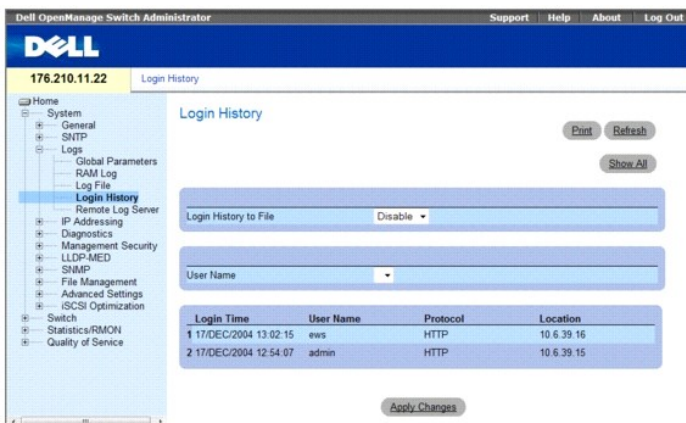 Dell OpenManage Switch Administrator Support Help About Log Out
DELL
176.210.11.22 Login History
Home
System
General
SNTP
Logs
Global Parameters
RAM Log
Log File
Login History
Remote Log Server
IP Addressing
Diagnostics
Management Security
LLDP-MED
SNMP
File Management
Advanced Settings
iSCSI Optimization
Switch
Statistics/RMON
Quality of Service
Login History
Print Refresh
Show All
Login History to File Disable
User Name
Login Time User Name Protocol Location
1 17/DEC/2004 13:02:15 ews HTTP 10.6.39.16
2 17/DEC/2004 12:54:07 admin HTTP 10.6.39.15
Apply Changes